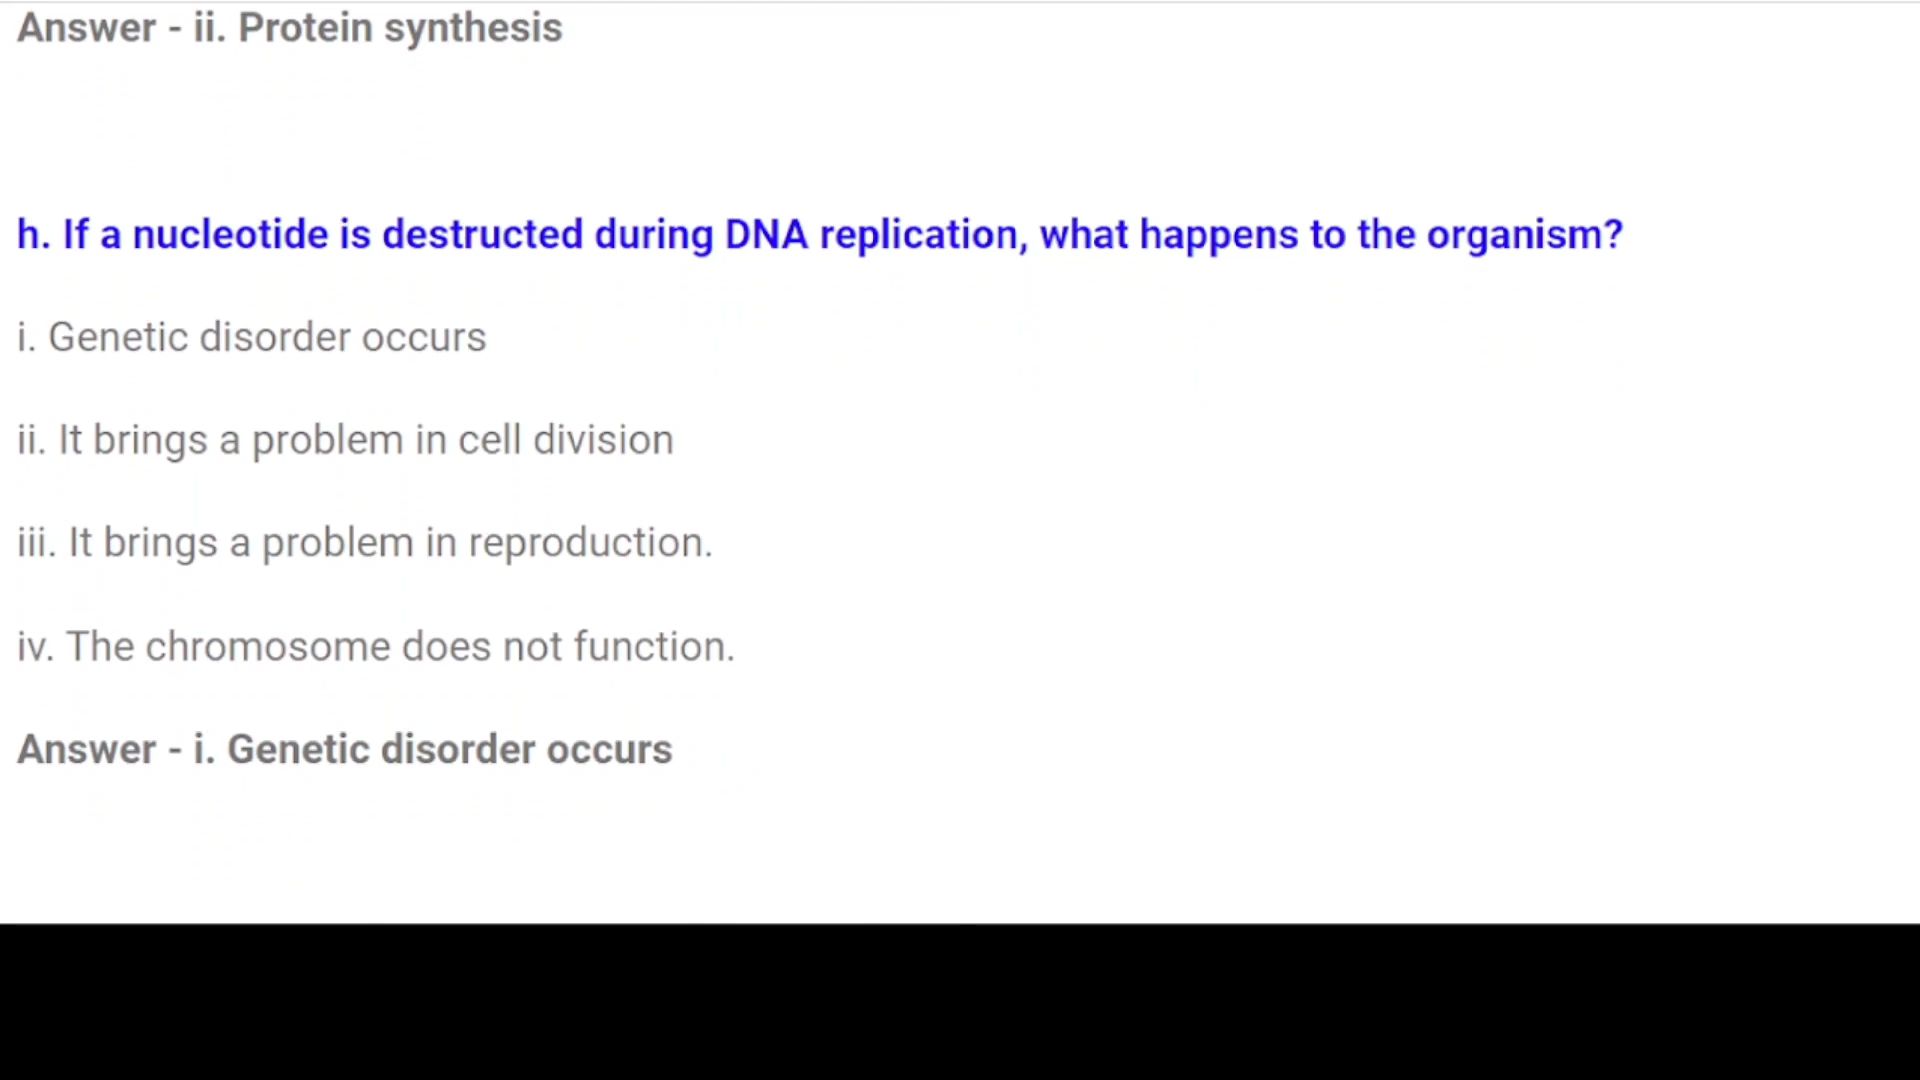 Answer - ii. Protein synthesis
h. If a nucleotide is destructed during DNA replication, what happens to the organism?
i. Genetic disorder occurs
ii. It brings a problem in cell division
iii. It brings a problem in reproduction.
iv. The chromosome does not function.
Answer - i. Genetic disorder occurs